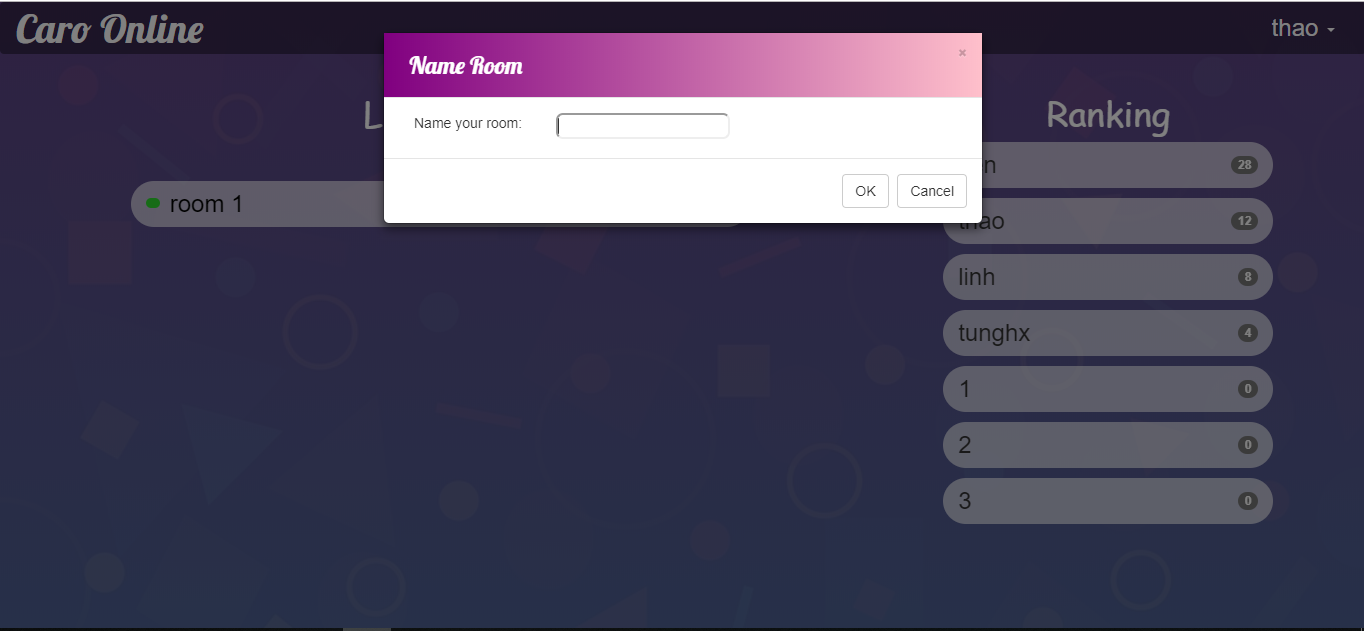 Caro Online
thao
Name Room
×
Name your room:
OK
Cancel
room 1
Ranking
28
thao
12
linh
8
tunghx
4
1
0
2
0
3
0